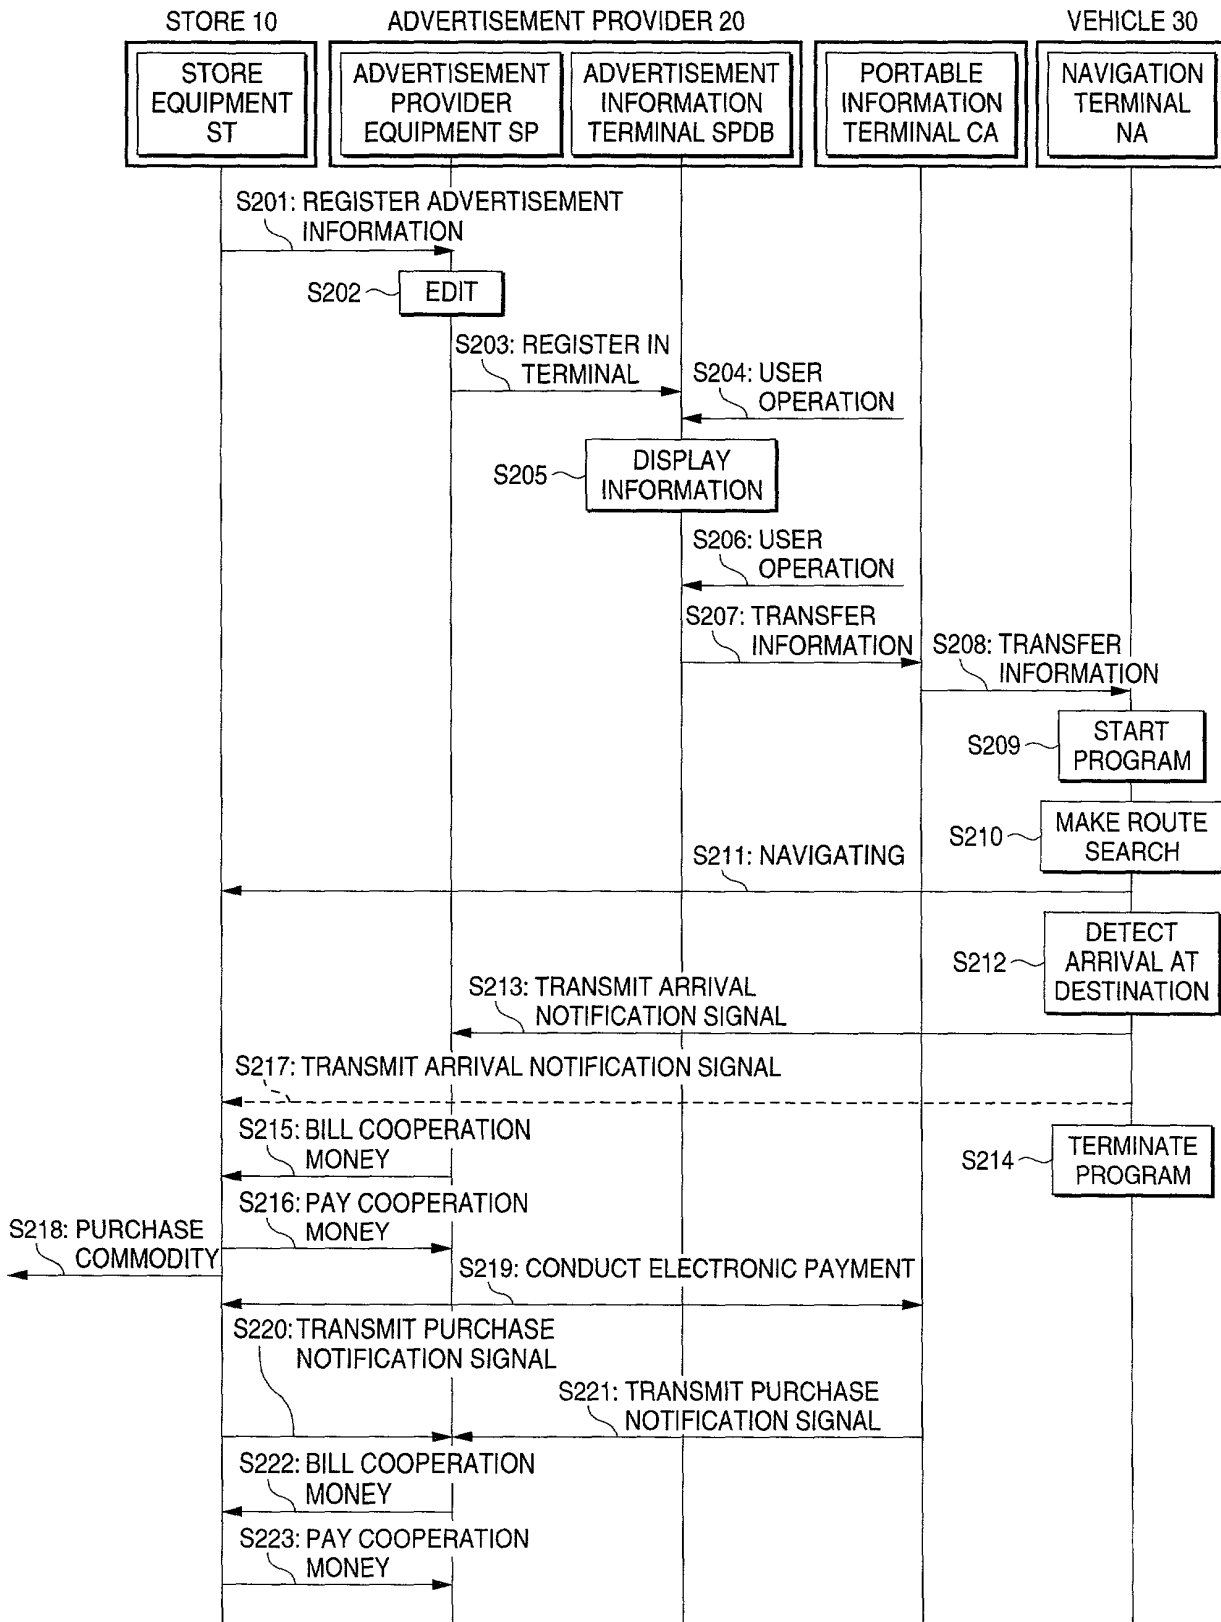 STORE 10
ADVERTISEMENT PROVIDER 20
VEHICLE 30
STORE
EQUIPMENT
ST
ADVERTISEMENT
PROVIDER
EQUIPMENT SP
ADVERTISEMENT
INFORMATION
TERMINAL SPDB
PORTABLE
INFORMATION
TERMINAL CA
NAVIGATION
TERMINAL
NA
S201: REGISTER ADVERTISEMENT
INFORMATION
S202
EDIT
S203: REGISTER IN
TERMINAL
S204: USER
OPERATION
S205
DISPLAY
INFORMATION
S206: USER
OPERATION
S207: TRANSFER
INFORMATION
S208: TRANSFER
INFORMATION
S209
START
PROGRAM
S210
MAKE ROUTE
SEARCH
S211: NAVIGATING
S212
DETECT
ARRIVAL AT
DESTINATION
S213: TRANSMIT ARRIVAL
NOTIFICATION SIGNAL
S217: TRANSMIT ARRIVAL NOTIFICATION SIGNAL
S215: BILL COOPERATION
MONEY
S214
TERMINATE
PROGRAM
S216: PAY COOPERATION
MONEY
S218: PURCHASE
COMMODITY
S219: CONDUCT ELECTRONIC PAYMENT
S220: TRANSMIT PURCHASE
NOTIFICATION SIGNAL
S221: TRANSMIT PURCHASE
NOTIFICATION SIGNAL
S222: BILL COOPERATION
MONEY
S223: PAY COOPERATION
MONEY